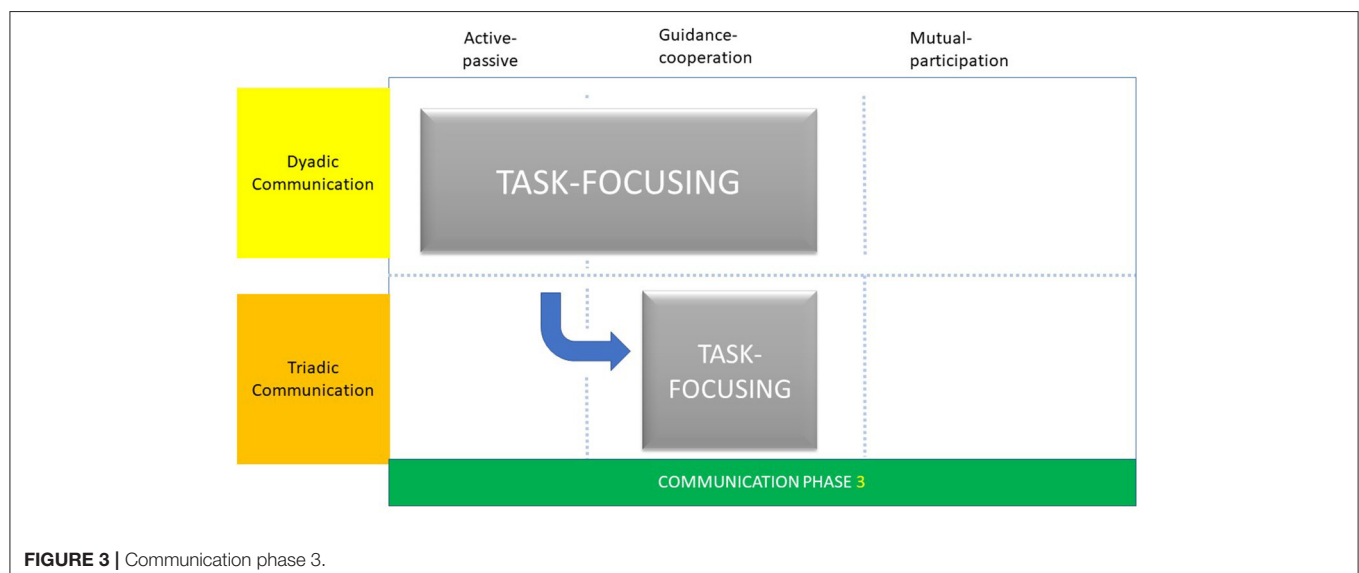 Active-
passive
Guidance-
cooperation
Mutual-
participation
Dyadic
Communication
TASK-FOCUSING
Triadic
Communication
TASK-
FOCUSING
COMMUNICATION PHASE 3
FIGURE 3 | Communication phase 3.